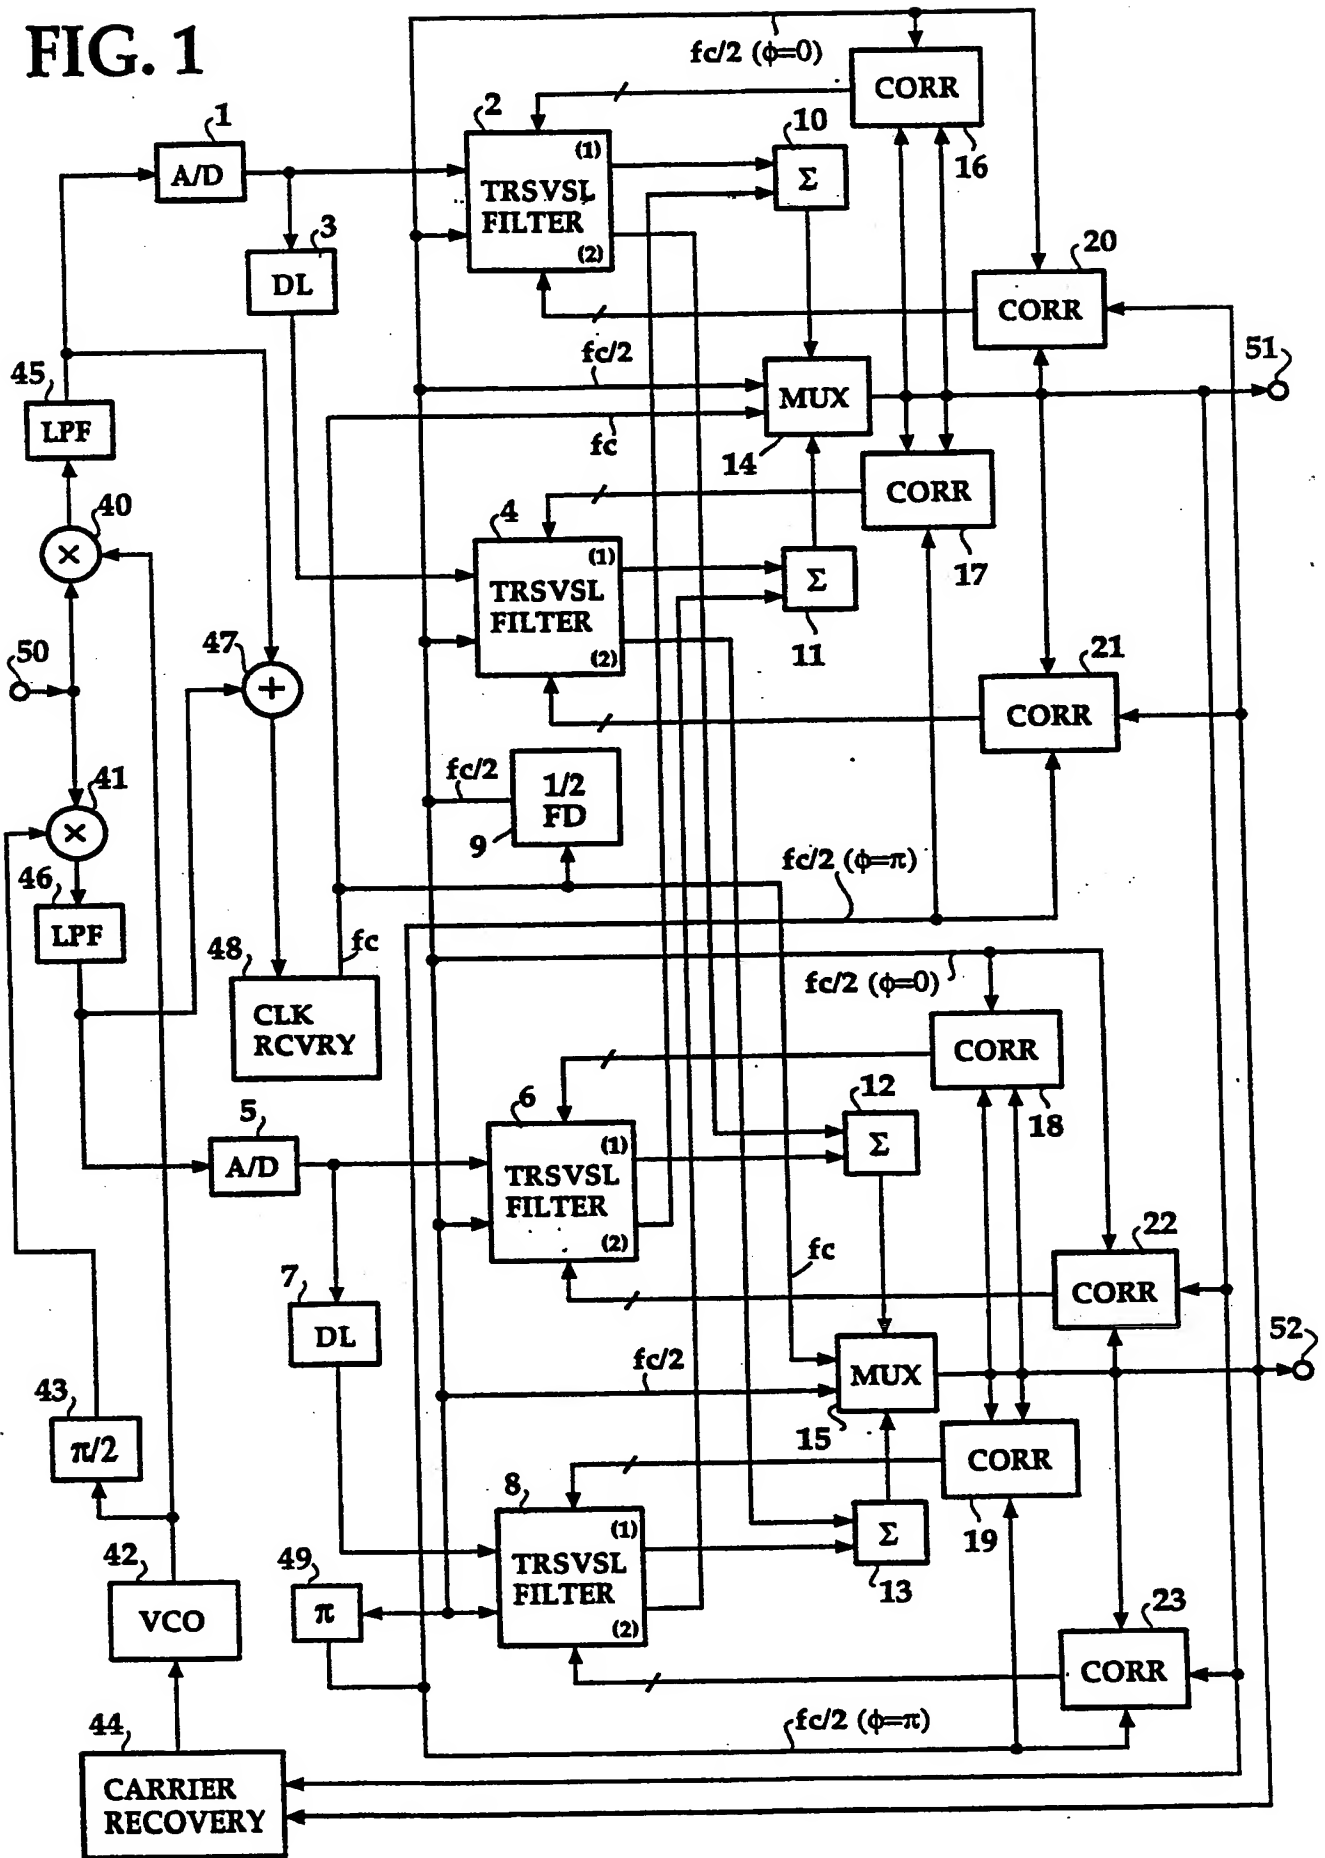 FIG. 1
fc/2 (ϕ=0)
CORR
16
2
(1)
TRSVSL
FILTER
(2)
10
Σ
1
A/D
3
DL
20
CORR
45
LPF
fc/2
fc
MUX
14
51
40
×
4
(1)
TRSVSL
FILTER
(2)
CORR
17
Σ
11
50
47
+
21
CORR
41
×
fc/2
1/2
FD
9
46
LPF
fc/2 (ϕ=π)
48
fc
CLK
RCVRY
fc/2 (ϕ=0)
CORR
18
5
A/D
6
(1)
TRSVSL
FILTER
(2)
12
Σ
7
DL
fc
22
CORR
43
π/2
fc/2
MUX
15
52
CORR
19
8
(1)
TRSVSL
FILTER
(2)
Σ
13
42
VCO
49
π
23
CORR
fc/2 (ϕ=π)
44
CARRIER
RECOVERY